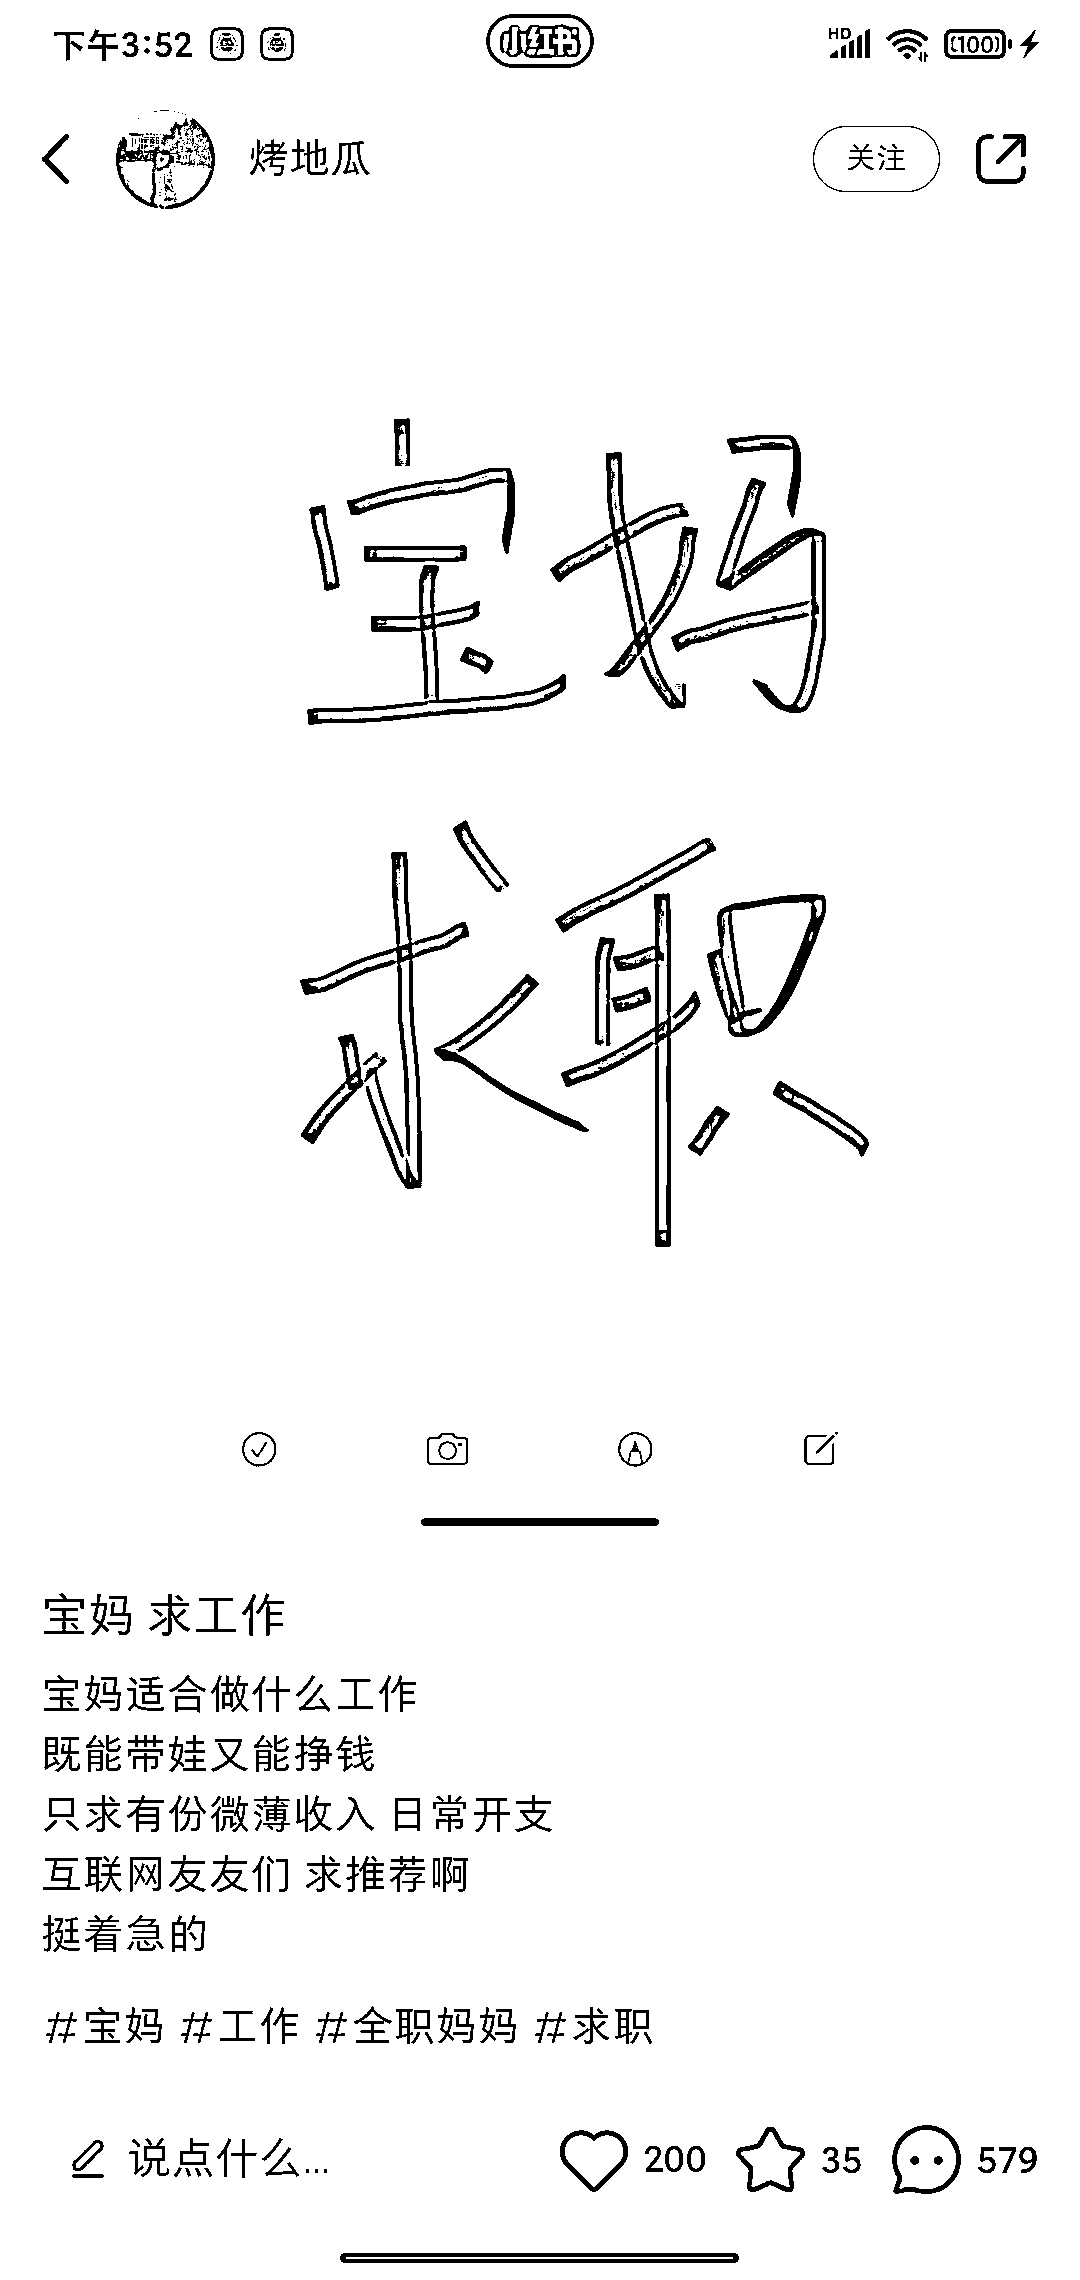 下午3:52
小红书
HD
100
烤地瓜
关注
宝妈
求职
宝妈 求工作
宝妈适合做什么工作
既能带娃又能挣钱
只求有份微薄收入 日常开支
互联网友友们 求推荐啊
挺着急的
#宝妈 #工作 #全职妈妈 #求职
说点什么...
200
35
579